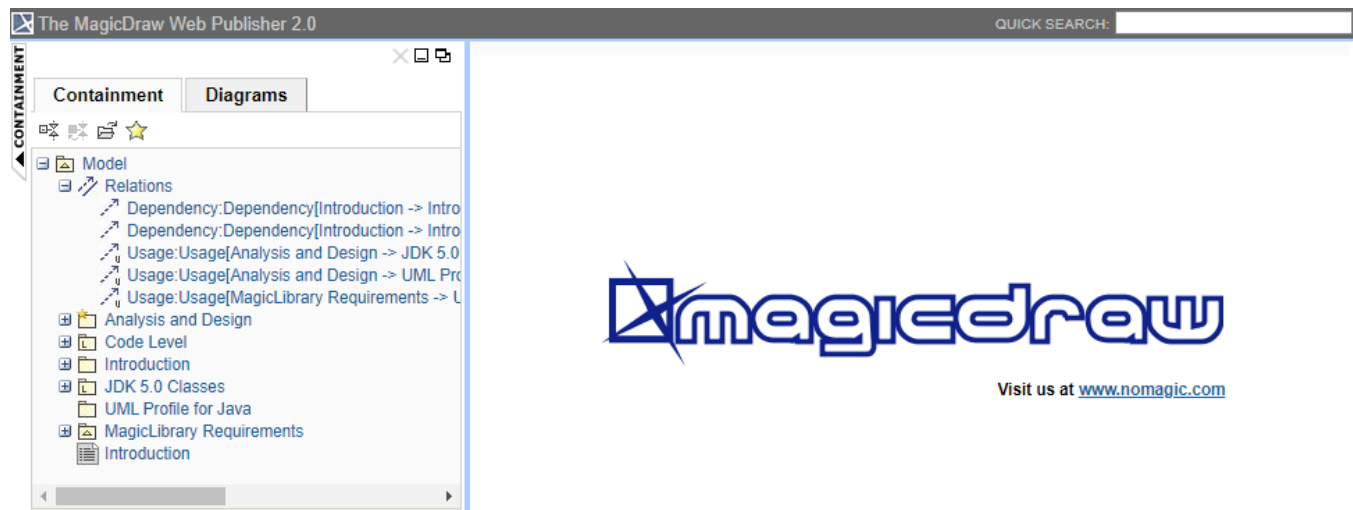 The MagicDraw Web Publisher 2.0
QUICK SEARCH:
CONTAINMENT
Containment
Diagrams
Model
Relations
Dependency:Dependency[Introduction -> Intro
Dependency:Dependency[Introduction -> Intro
Usage:Usage[Analysis and Design -> JDK 5.0
Usage:Usage[Analysis and Design -> UML Pro
Usage:Usage[MagicLibrary Requirements -> U
Analysis and Design
Code Level
Introduction
JDK 5.0 Classes
UML Profile for Java
MagicLibrary Requirements
Introduction
magicdraw
Visit us at www.nomagic.com